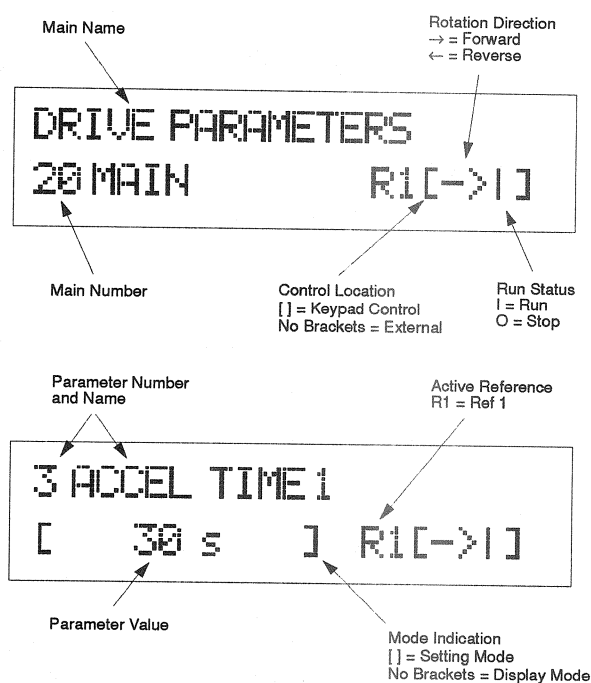 Main Name
Rotation Direction
→ = Forward
← = Reverse
DRIVE PARAMETERS
20 MAIN R1[->|]
Main Number
Control Location
[ ] = Keypad Control
No Brackets = External
Run Status
I = Run
O = Stop
Parameter Number
and Name
Active Reference
R1 = Ref 1
3 ACCEL TIME 1
[ 30 s ] R1[->|]
Parameter Value
Mode Indication
[ ] = Setting Mode
No Brackets = Display Mode